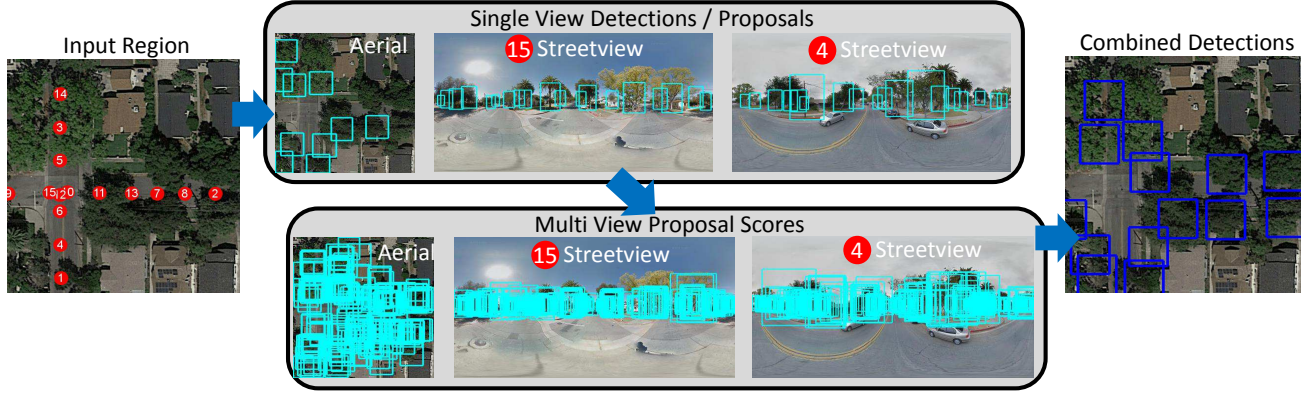 Single View Detections / Proposals
Input Region
Aerial
15 Streetview
4 Streetview
Combined Detections
14
3
5
9
15 12 0 11 13 7 8 2
6
4
1
Multi View Proposal Scores
Aerial
15 Streetview
4 Streetview